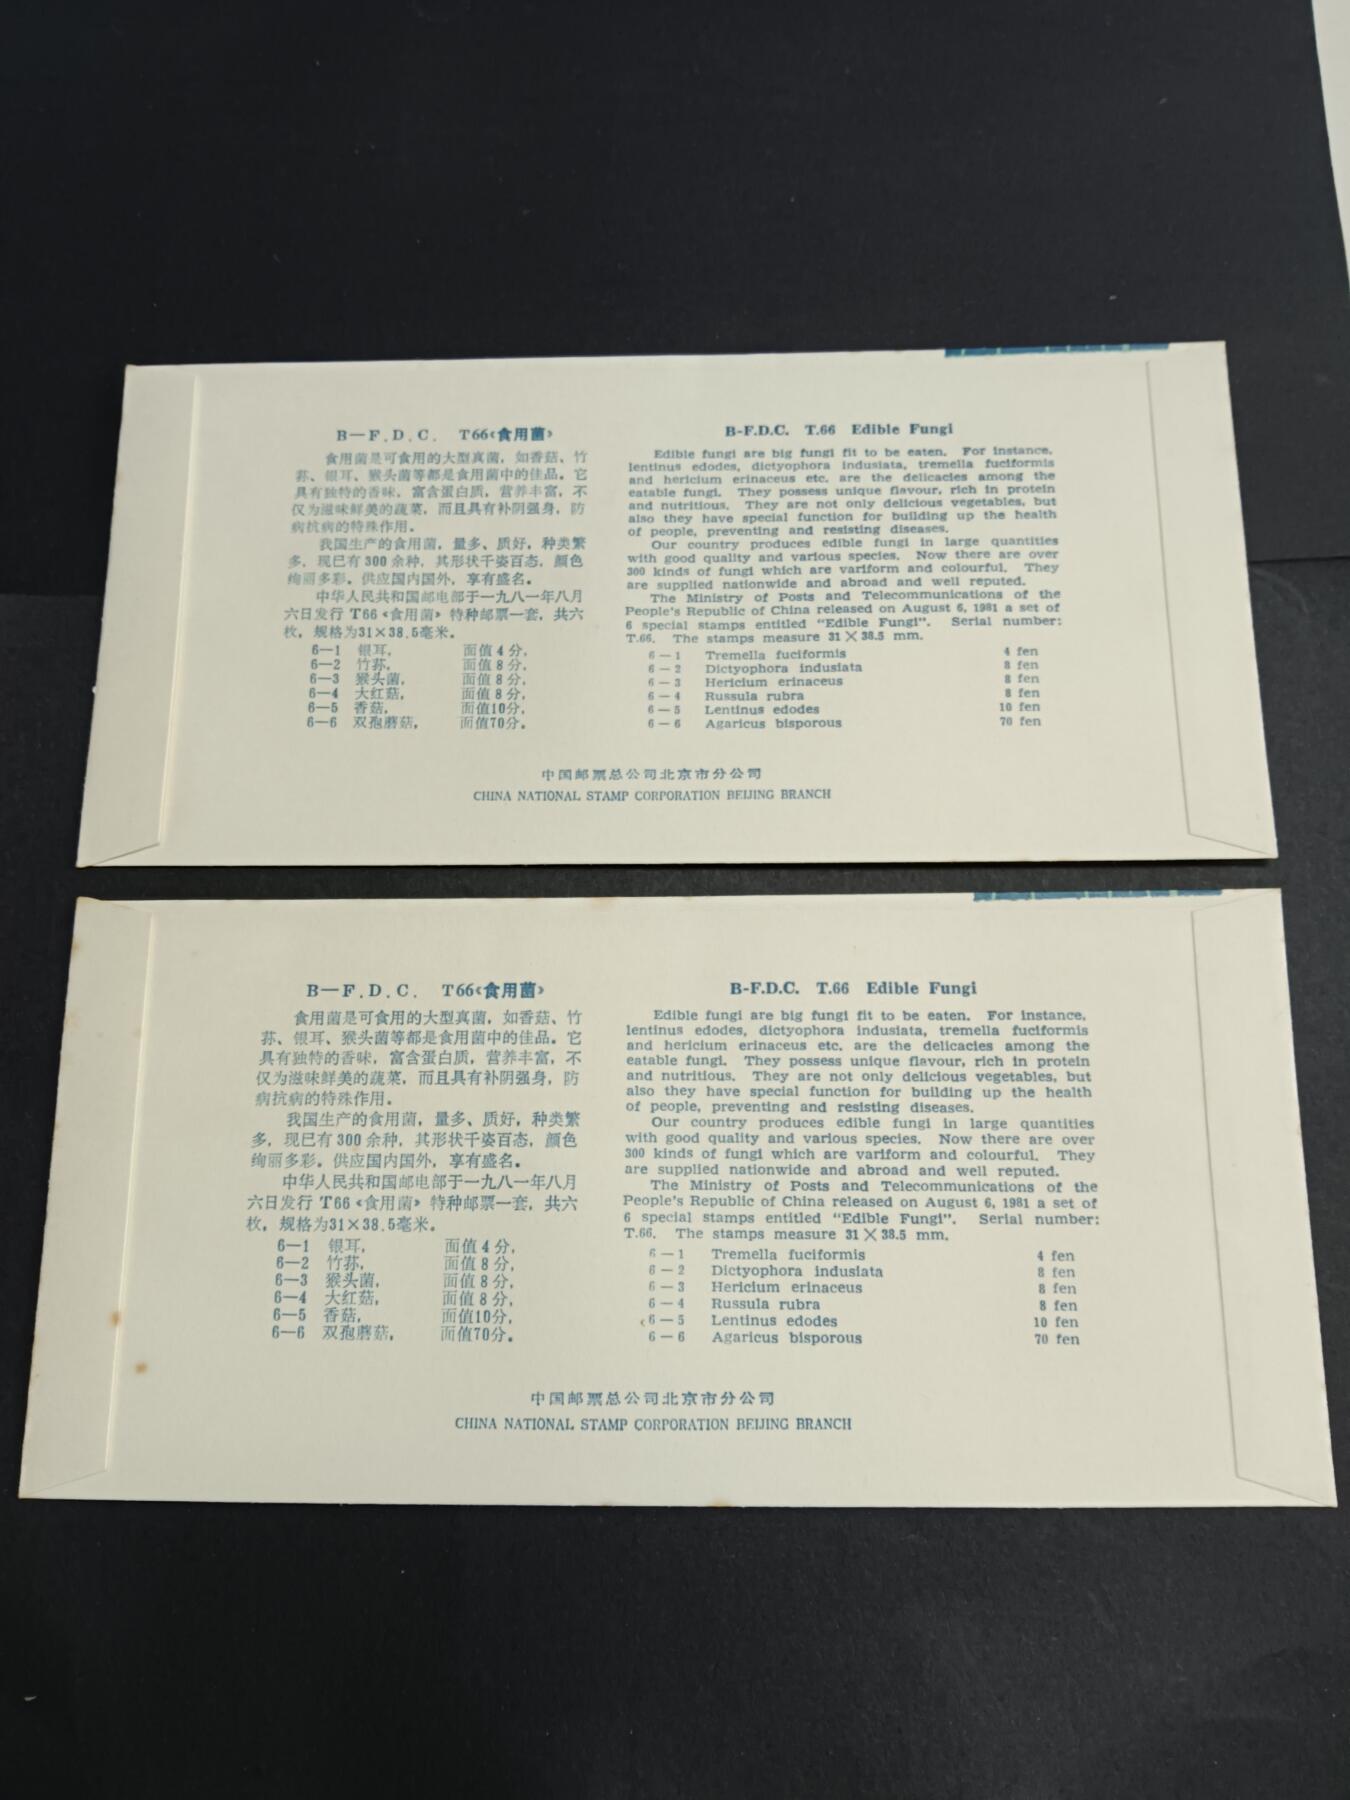 B—F.D.C. T66《食用菌》
食用菌是可食用的大型真菌，如香菇、竹
荪、银耳、猴头菌等都是食用菌中的佳品。它
具有独特的香味，富含蛋白质，营养丰富，不
仅为滋味鲜美的蔬菜，而且具有补阴强身，防
病抗病的特殊作用。
我国生产的食用菌，量多、质好，种类繁
多，现已有300余种，其形状千姿百态，颜色
绚丽多彩。供应国内国外，享有盛名。
中华人民共和国邮电部于一九八一年八月
六日发行 T66《食用菌》特种邮票一套，共六
枚，规格为31×38.5毫米。
6—1 银耳， 面值4分，
6—2 竹荪， 面值8分，
6—3 猴头菌， 面值8分，
6—4 大红菇， 面值8分，
6—5 香菇， 面值10分，
6—6 双孢蘑菇， 面值70分。
B-F.D.C. T.66 Edible Fungi
Edible fungi are big fungi fit to be eaten. For instance,
lentinus edodes, dictyophora indusiata, tremella fuciformis
and hericium erinaceus etc. are the delicacies among the
eatable fungi. They possess unique flavour, rich in protein
and nutritious. They are not only delicious vegetables, but
also they have special function for building up the health
of people, preventing and resisting diseases.
Our country produces edible fungi in large quantities
with good quality and various species. Now there are over
300 kinds of fungi which are variform and colourful. They
are supplied nationwide and abroad and well reputed.
The Ministry of Posts and Telecommunications of the
People's Republic of China released on August 6, 1981 a set of
6 special stamps entitled "Edible Fungi". Serial number:
T.66. The stamps measure 31×38.5 mm.
6—1 Tremella fuciformis 4 fen
6—2 Dictyophora indusiata 8 fen
6—3 Hericium erinaceus 8 fen
6—4 Russula rubra 8 fen
6—5 Lentinus edodes 10 fen
6—6 Agaricus bisporous 70 fen
中国邮票总公司北京市分公司
CHINA NATIONAL STAMP CORPORATION BEIJING BRANCH
B—F.D.C. T66《食用菌》
食用菌是可食用的大型真菌，如香菇、竹
荪、银耳、猴头菌等都是食用菌中的佳品。它
具有独特的香味，富含蛋白质，营养丰富，不
仅为滋味鲜美的蔬菜，而且具有补阴强身，防
病抗病的特殊作用。
我国生产的食用菌，量多、质好，种类繁
多，现已有300余种，其形状千姿百态，颜色
绚丽多彩。供应国内国外，享有盛名。
中华人民共和国邮电部于一九八一年八月
六日发行 T66《食用菌》特种邮票一套，共六
枚，规格为31×38.5毫米。
6—1 银耳， 面值4分，
6—2 竹荪， 面值8分，
6—3 猴头菌， 面值8分，
6—4 大红菇， 面值8分，
6—5 香菇， 面值10分，
6—6 双孢蘑菇， 面值70分。
B-F.D.C. T.66 Edible Fungi
Edible fungi are big fungi fit to be eaten. For instance,
lentinus edodes, dictyophora indusiata, tremella fuciformis
and hericium erinaceus etc. are the delicacies among the
eatable fungi. They possess unique flavour, rich in protein
and nutritious. They are not only delicious vegetables, but
also they have special function for building up the health
of people, preventing and resisting diseases.
Our country produces edible fungi in large quantities
with good quality and various species. Now there are over
300 kinds of fungi which are variform and colourful. They
are supplied nationwide and abroad and well reputed.
The Ministry of Posts and Telecommunications of the
People's Republic of China released on August 6, 1981 a set of
6 special stamps entitled "Edible Fungi". Serial number:
T.66. The stamps measure 31×38.5 mm.
6—1 Tremella fuciformis 4 fen
6—2 Dictyophora indusiata 8 fen
6—3 Hericium erinaceus 8 fen
6—4 Russula rubra 8 fen
6—5 Lentinus edodes 10 fen
6—6 Agaricus bisporous 70 fen
中国邮票总公司北京市分公司
CHINA NATIONAL STAMP CORPORATION BEIJING BRANCH